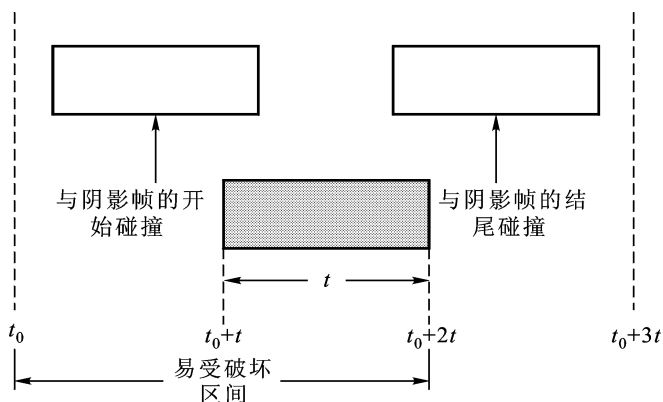 与阴影帧的开
始碰撞
与阴影帧的结
尾碰撞
t
t₀
t₀+t
t₀+2t
t₀+3t
易受破坏
区间